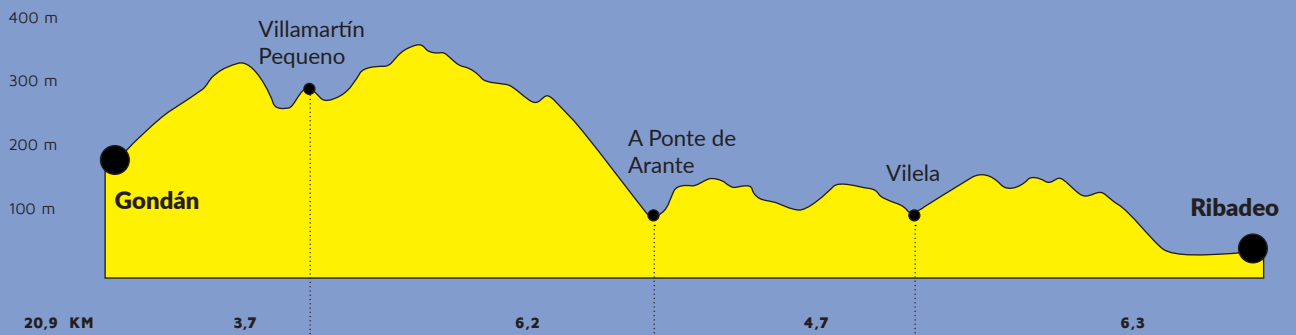 400 m
Villamartín
Pequeno
300 m
200 m
A Ponte de
Arante
Vilela
Gondán
100 m
Ribadeo
20,9 KM 3,7 6,2 4,7 6,3